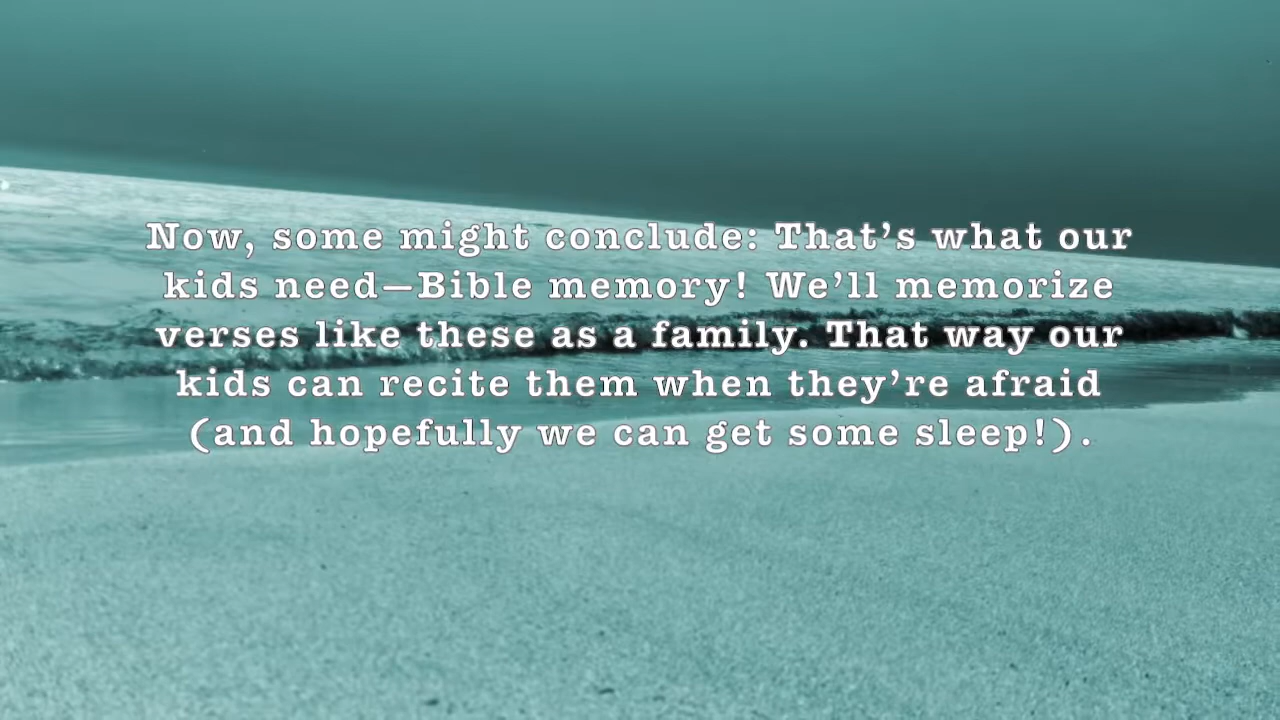 Now, some might conclude: That’s what our
kids need—Bible memory! We’ll memorize
verses like these as a family. That way our
kids can recite them when they’re afraid
(and hopefully we can get some sleep!).